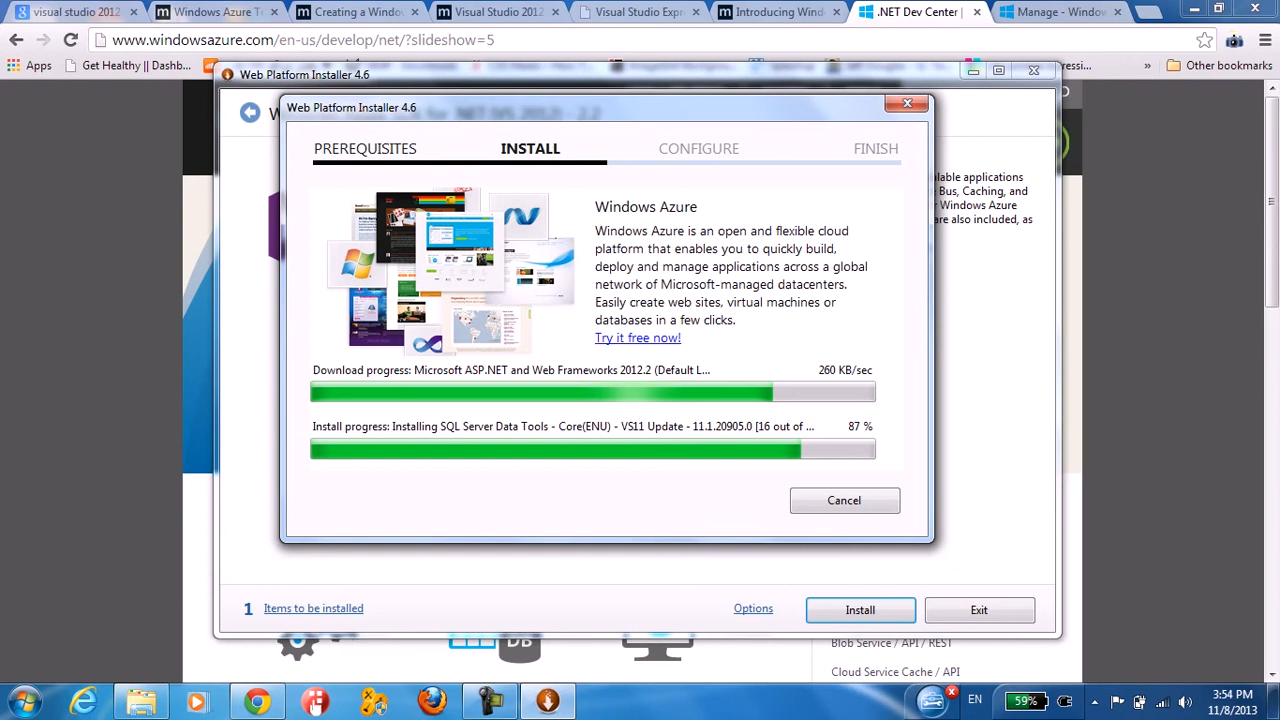 visual studio 2012
Windows Azure T
Creating a Window
Visual Studio 2012
Visual Studio Expre
Introducing Window
.NET Dev Center |
Manage - Window
www.windowsazure.com/en-us/develop/net/?slideshow=5
Apps
Get Healthy || Dashb...
»
Other bookmarks
Web Platform Installer 4.6
Web Platform Installer 4.6
PREREQUISITES INSTALL CONFIGURE FINISH
alable applications
Bus, Caching, and
r Windows Azure
re also included, as
Windows Azure
Windows Azure is an open and flexible cloud
platform that enables you to quickly build,
deploy and manage applications across a global
network of Microsoft-managed datacenters.
Easily create web sites, virtual machines or
databases in a few clicks.
Try it free now!
Download progress: Microsoft ASP.NET and Web Frameworks 2012.2 (Default L... 260 KB/sec
Install progress: Installing SQL Server Data Tools - Core(ENU) - VS11 Update - 11.1.20905.0 [16 out of ... 87 %
Cancel
1 Items to be installed
Options
Install
Exit
DB
Blob Service / API / REST
Cloud Service Cache / API
EN
59%
3:54 PM
11/8/2013